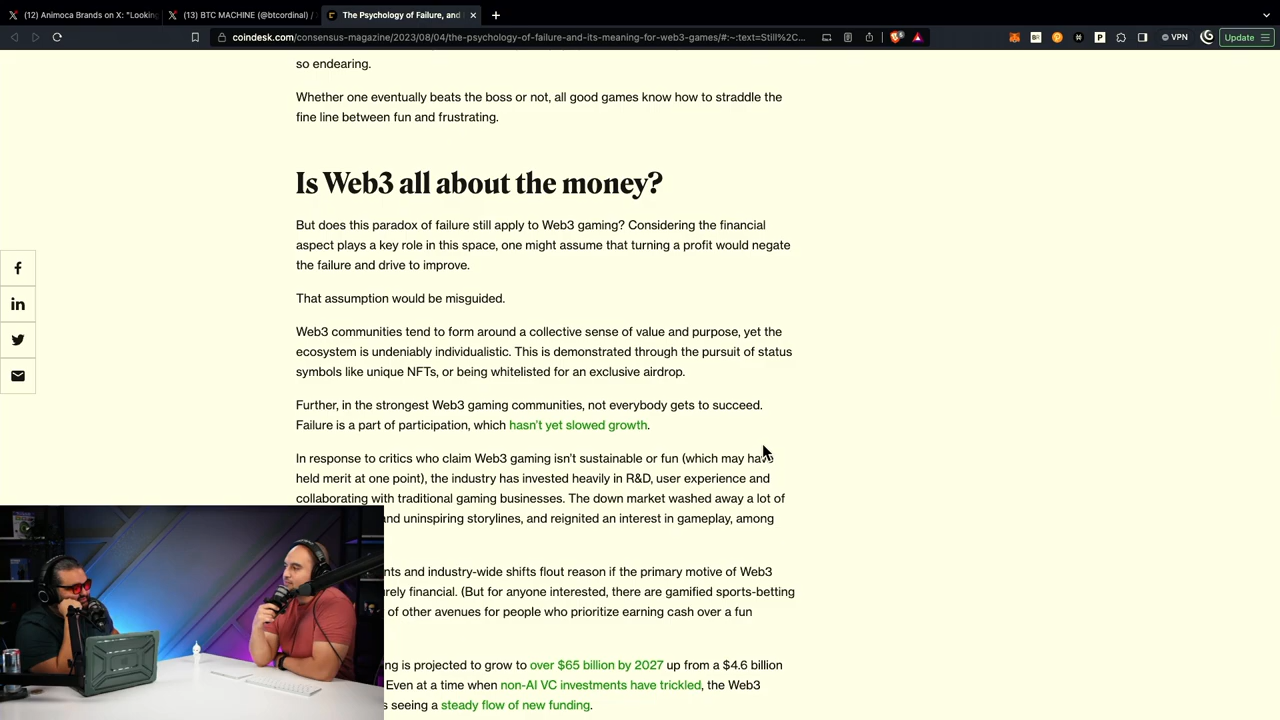 (12) Animoca Brands on X: "Looking
(13) BTC MACHINE (@btcordinal) /
The Psychology of Failure, and
coindesk.com/consensus-magazine/2023/08/04/the-psychology-of-failure-and-its-meaning-for-web3-games/#:~:text=Still%2C...
VPN
Update
so endearing.
Whether one eventually beats the boss or not, all good games know how to straddle the
fine line between fun and frustrating.
Is Web3 all about the money?
But does this paradox of failure still apply to Web3 gaming? Considering the financial
aspect plays a key role in this space, one might assume that turning a profit would negate
the failure and drive to improve.
That assumption would be misguided.
Web3 communities tend to form around a collective sense of value and purpose, yet the
ecosystem is undeniably individualistic. This is demonstrated through the pursuit of status
symbols like unique NFTs, or being whitelisted for an exclusive airdrop.
Further, in the strongest Web3 gaming communities, not everybody gets to succeed.
Failure is a part of participation, which hasn't yet slowed growth.
In response to critics who claim Web3 gaming isn't sustainable or fun (which may have
held merit at one point), the industry has invested heavily in R&D, user experience and
collaborating with traditional gaming businesses. The down market washed away a lot of
and uninspiring storylines, and reignited an interest in gameplay, among
nts and industry-wide shifts flout reason if the primary motive of Web3
rely financial. (But for anyone interested, there are gamified sports-betting
of other avenues for people who prioritize earning cash over a fun
ng is projected to grow to over $65 billion by 2027 up from a $4.6 billion
Even at a time when non-AI VC investments have trickled, the Web3
s seeing a steady flow of new funding.